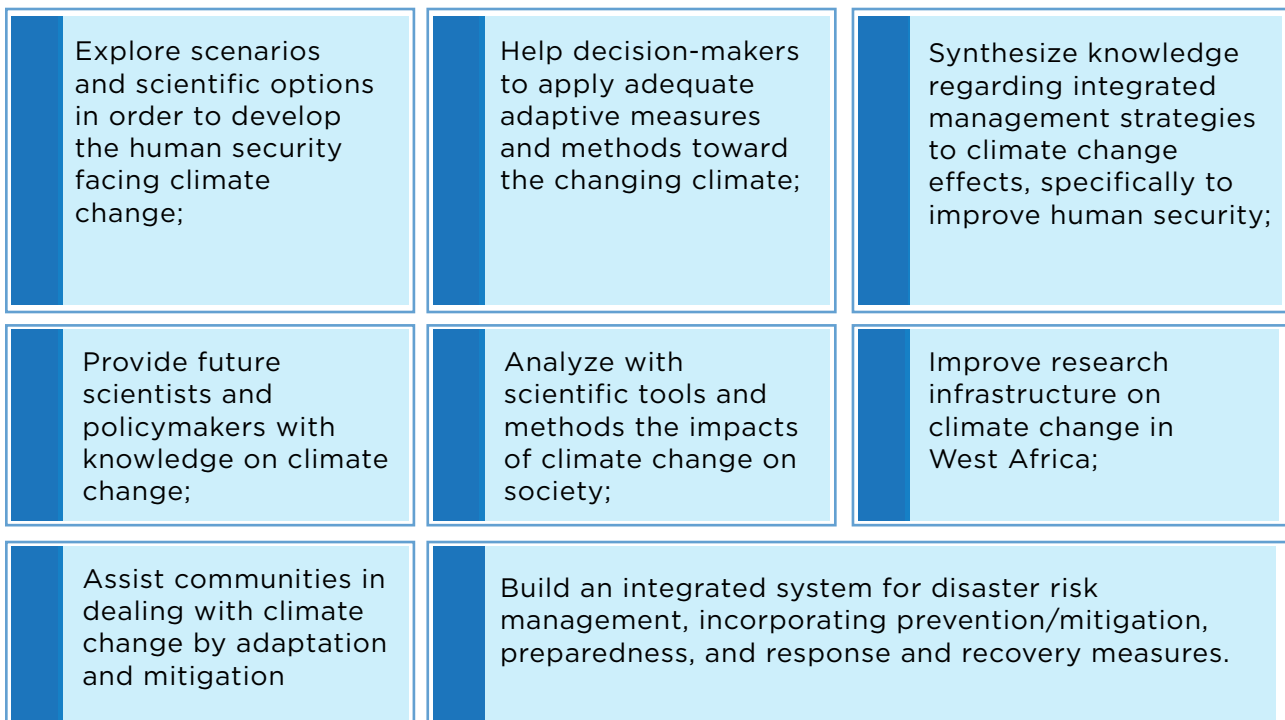 Explore scenarios
and scientific options
in order to develop
the human security
facing climate
change;
Help decision-makers
to apply adequate
adaptive measures
and methods toward
the changing climate;
Synthesize knowledge
regarding integrated
management strategies
to climate change
effects, specifically to
improve human security;
Provide future
scientists and
policymakers with
knowledge on climate
change;
Analyze with
scientific tools and
methods the impacts
of climate change on
society;
Improve research
infrastructure on
climate change in
West Africa;
Assist communities in
dealing with climate
change by adaptation
and mitigation
Build an integrated system for disaster risk
management, incorporating prevention/mitigation,
preparedness, and response and recovery measures.